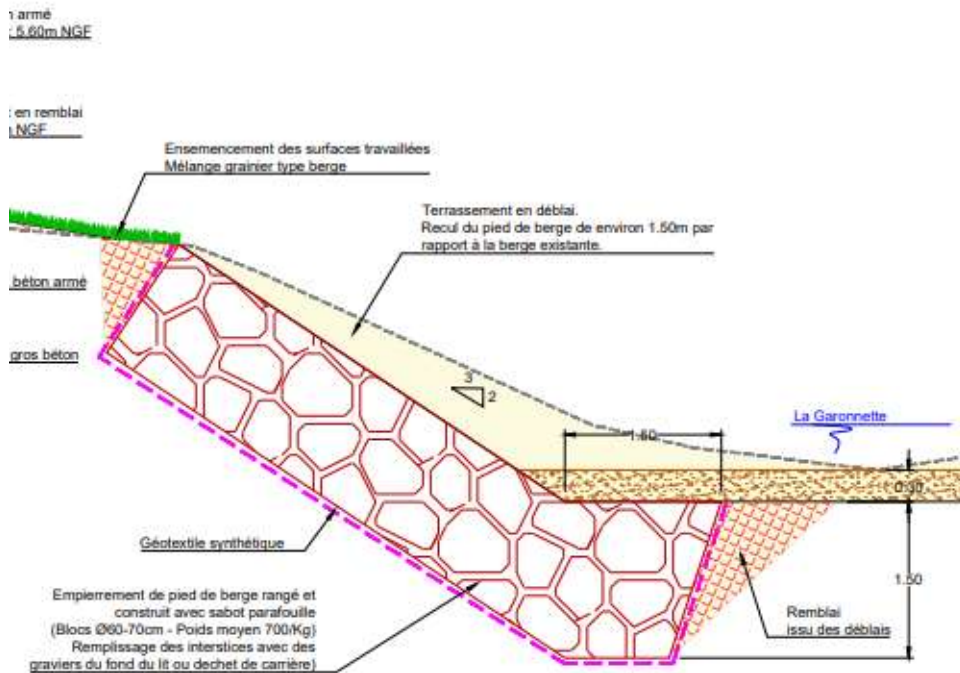 n armé
: 5.60m NGF
t en remblai
NGF
Ensemencement des surfaces travaillées
Mélange grainier type berge
Terrassement en déblai.
Recul du pied de berge de environ 1.50m par
rapport à la berge existante.
béton armé
gros béton
3
2
La Garonnette
1.50
0.30
Géotextile synthétique
1.50
Empierrement de pied de berge rangé et
construit avec sabot parafouille
(Blocs Ø60-70cm - Poids moyen 700/Kg)
Remplissage des interstices avec des
graviers du fond du lit ou dechet de carrière)
Remblai
issu des déblais